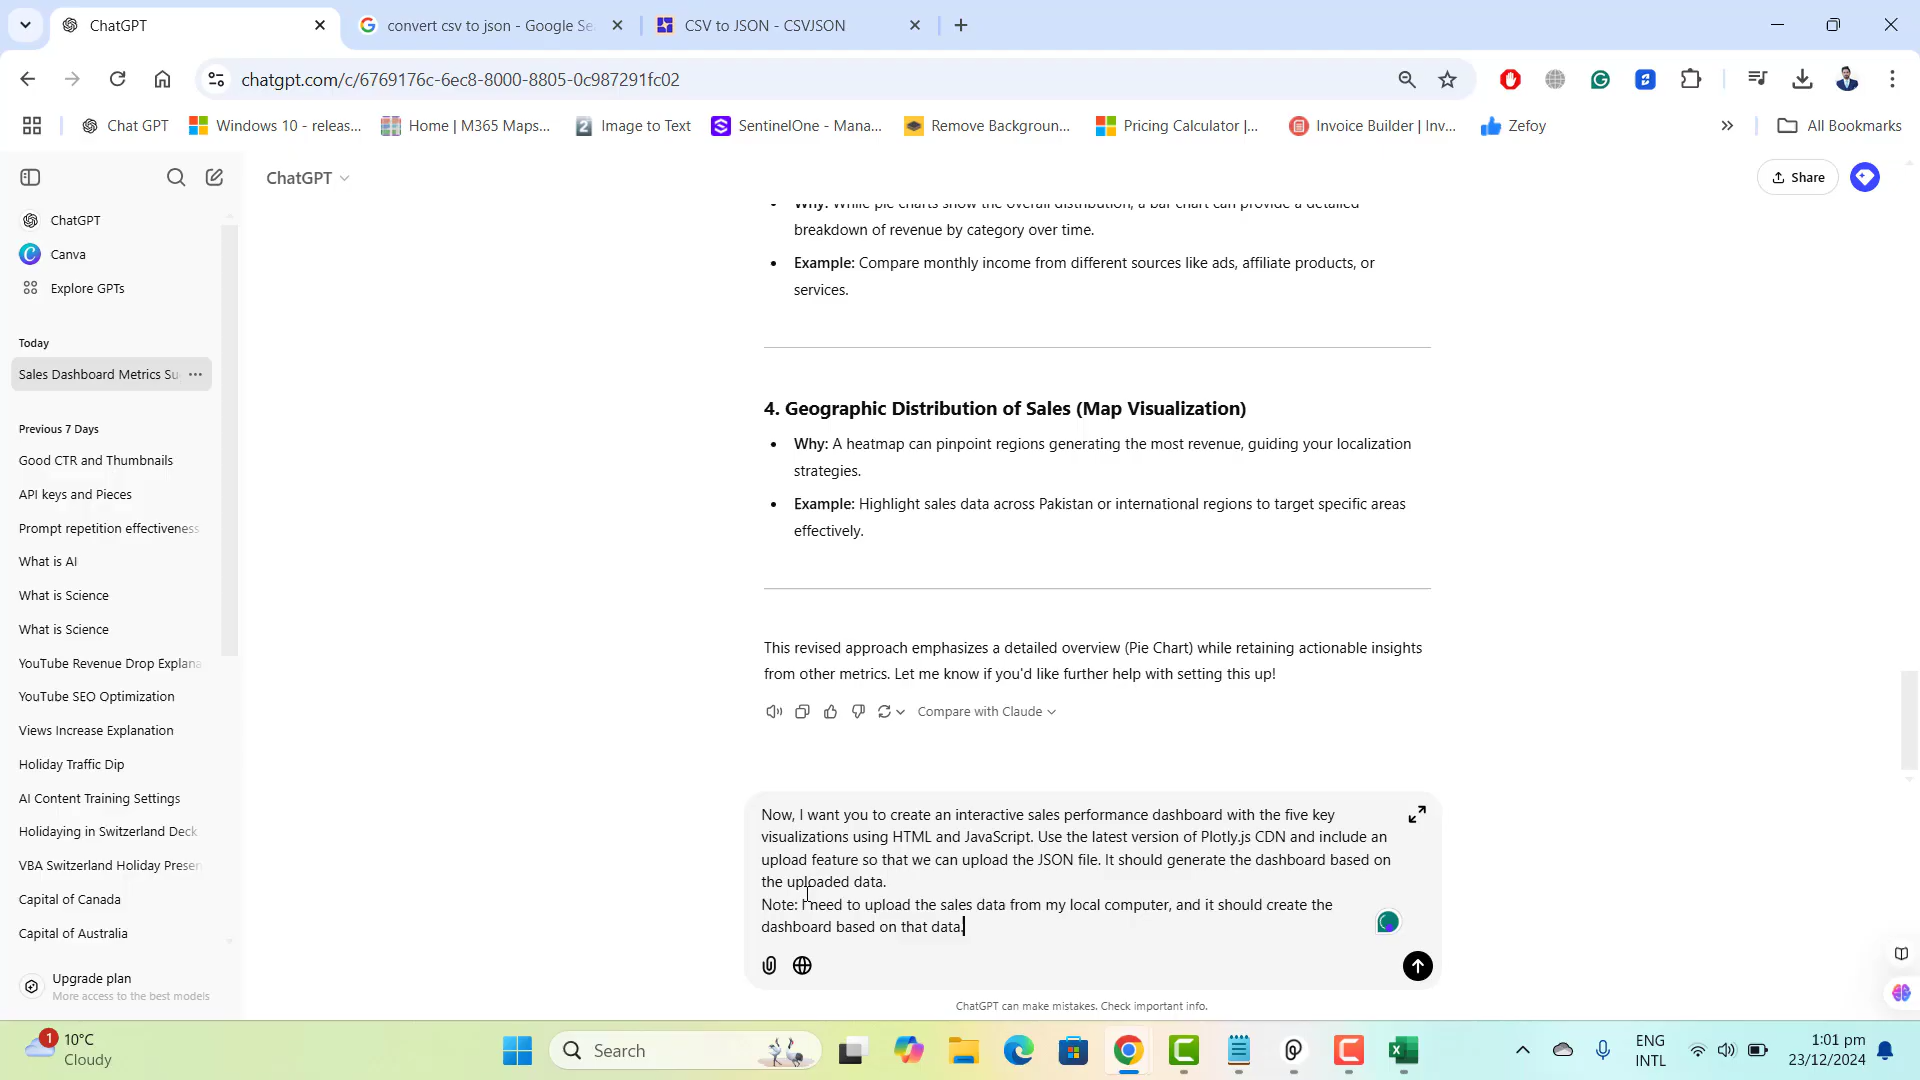 ChatGPT
convert csv to json - Google Se
CSV to JSON - CSVJSON
chatgpt.com/c/6769176c-6ec8-8000-8805-0c987291fc02
Chat GPT
Windows 10 - releas...
Home | M365 Maps...
Image to Text
SentinelOne - Mana...
Remove Backgroun...
Pricing Calculator |...
Invoice Builder | Inv...
Zefoy
All Bookmarks
ChatGPT
Share
ChatGPT
Canva
Explore GPTs
Today
Sales Dashboard Metrics Su
Previous 7 Days
Good CTR and Thumbnails
API keys and Pieces
Prompt repetition effectiveness
What is AI
What is Science
What is Science
YouTube Revenue Drop Explana
YouTube SEO Optimization
Views Increase Explanation
Holiday Traffic Dip
AI Content Training Settings
Holidaying in Switzerland Deck
VBA Switzerland Holiday Presen
Capital of Canada
Capital of Australia
Upgrade plan
More access to the best models
Why: While pie charts show the overall distribution, a bar chart can provide a detailed
breakdown of revenue by category over time.
Example: Compare monthly income from different sources like ads, affiliate products, or
services.
4. Geographic Distribution of Sales (Map Visualization)
Why: A heatmap can pinpoint regions generating the most revenue, guiding your localization
strategies.
Example: Highlight sales data across Pakistan or international regions to target specific areas
effectively.
This revised approach emphasizes a detailed overview (Pie Chart) while retaining actionable insights
from other metrics. Let me know if you'd like further help with setting this up!
Compare with Claude
Now, I want you to create an interactive sales performance dashboard with the five key
visualizations using HTML and JavaScript. Use the latest version of Plotly.js CDN and include an
upload feature so that we can upload the JSON file. It should generate the dashboard based on
the uploaded data.
Note: I need to upload the sales data from my local computer, and it should create the
dashboard based on that data.
ChatGPT can make mistakes. Check important info.
1
10°C
Cloudy
Search
ENG
INTL
1:01 pm
23/12/2024